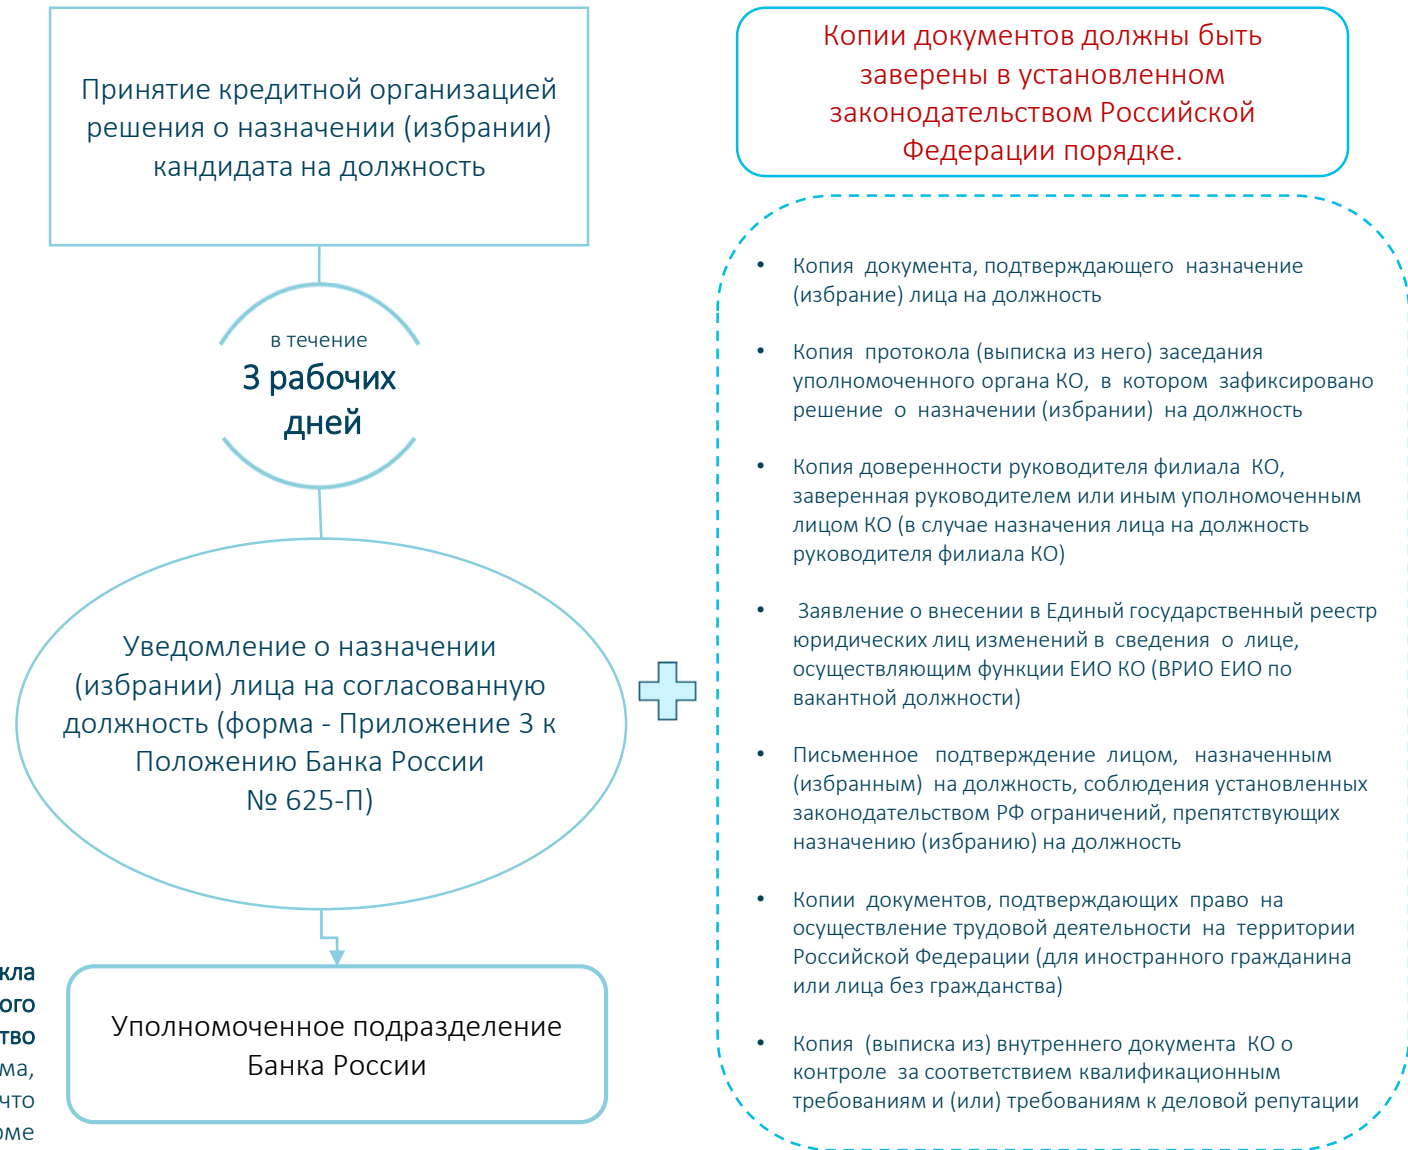 Принятие кредитной организацией
решения о назначении (избрании)
кандидата на должность
в течение
3 рабочих
дней
Уведомление о назначении
(избрании) лица на согласованную
должность (форма - Приложение 3 к
Положению Банка России
№ 625-П)
Уполномоченное подразделение
Банка России
кла
ого
тво
ма,
что
оме
Копии документов должны быть
заверены в установленном
законодательством Российской
Федерации порядке.
• Копия документа, подтверждающего назначение
(избрание) лица на должность
• Копия протокола (выписка из него) заседания
уполномоченного органа КО, в котором зафиксировано
решение о назначении (избрании) на должность
• Копия доверенности руководителя филиала КО,
заверенная руководителем или иным уполномоченным
лицом КО (в случае назначения лица на должность
руководителя филиала КО)
• Заявление о внесении в Единый государственный реестр
юридических лиц изменений в сведения о лице,
осуществляющим функции ЕИО КО (ВРИО ЕИО по
вакантной должности)
• Письменное подтверждение лицом, назначенным
(избранным) на должность, соблюдения установленных
законодательством РФ ограничений, препятствующих
назначению (избранию) на должность
• Копии документов, подтверждающих право на
осуществление трудовой деятельности на территории
Российской Федерации (для иностранного гражданина
или лица без гражданства)
• Копия (выписка из) внутреннего документа КО о
контроле за соответствием квалификационным
требованиям и (или) требованиям к деловой репутации